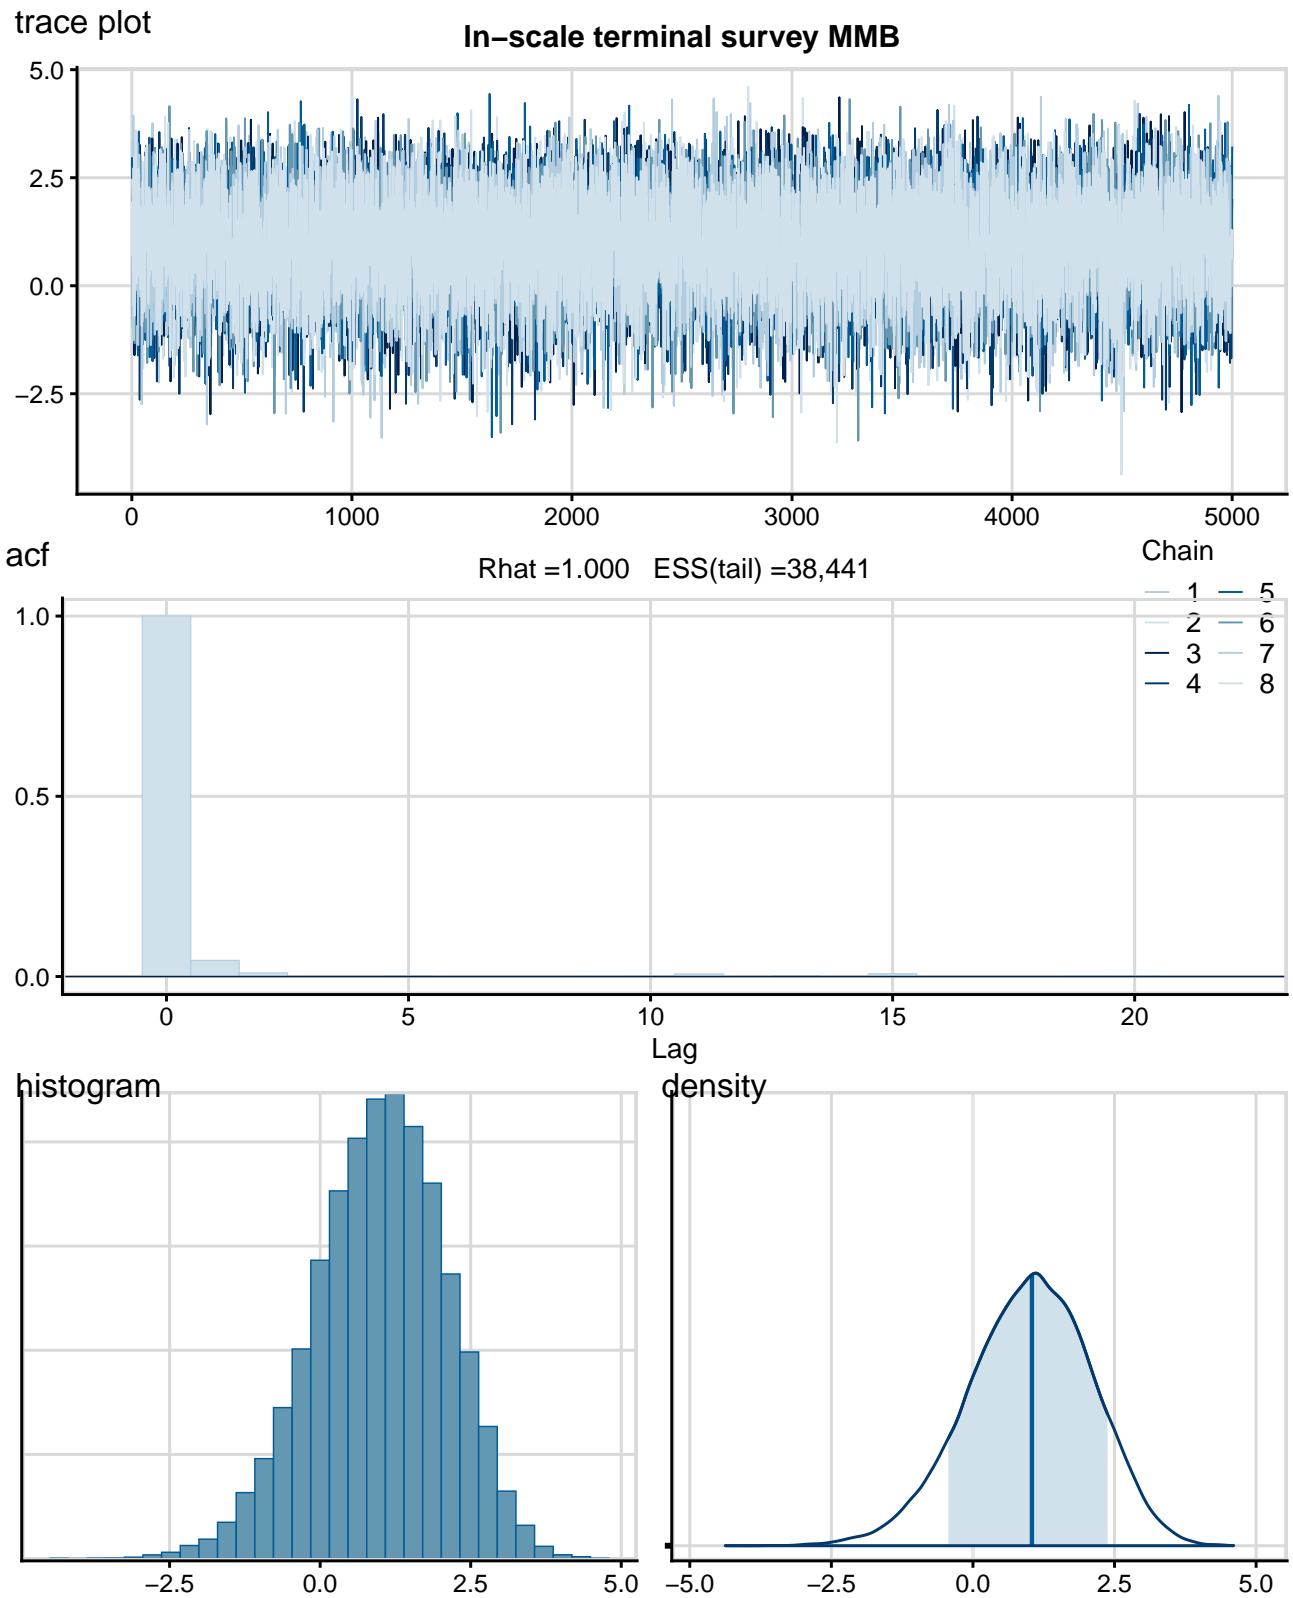 trace plot
ln−scale terminal survey MMB
5.0
2.5
0.0
−2.5
0 1000 2000 3000 4000 5000
acf
Rhat =1.000 ESS(tail) =38,441
Chain
1 5
2 6
3 7
4 8
1.0
0.5
0.0
0 5 10 15 20
Lag
histogram
−2.5 0.0 2.5 5.0
density
−5.0 −2.5 0.0 2.5 5.0